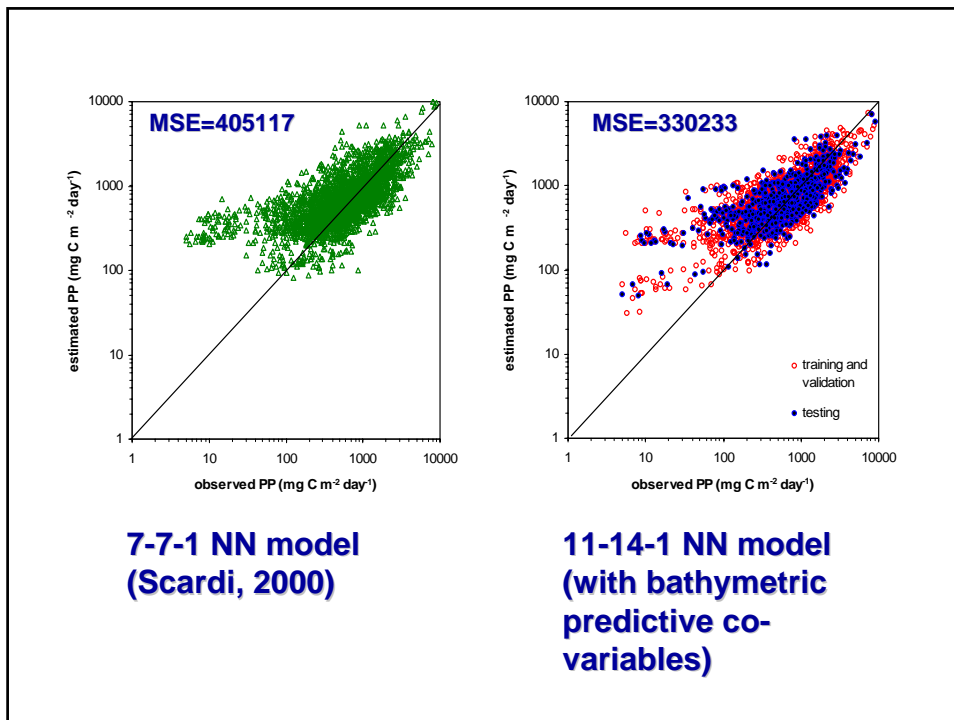 MSE=405117
10000
1000
100
10
1
estimated PP (mg C m -2 day-1)
1 10 100 1000 10000
observed PP (mg C m-2 day-1)
7-7-1 NN model
(Scardi, 2000)
MSE=330233
10000
1000
100
10
1
estimated PP (mg C m -2 day-1)
training and
validation
testing
1 10 100 1000 10000
observed PP (mg C m-2 day-1)
11-14-1 NN model
(with bathymetric
predictive co-
variables)